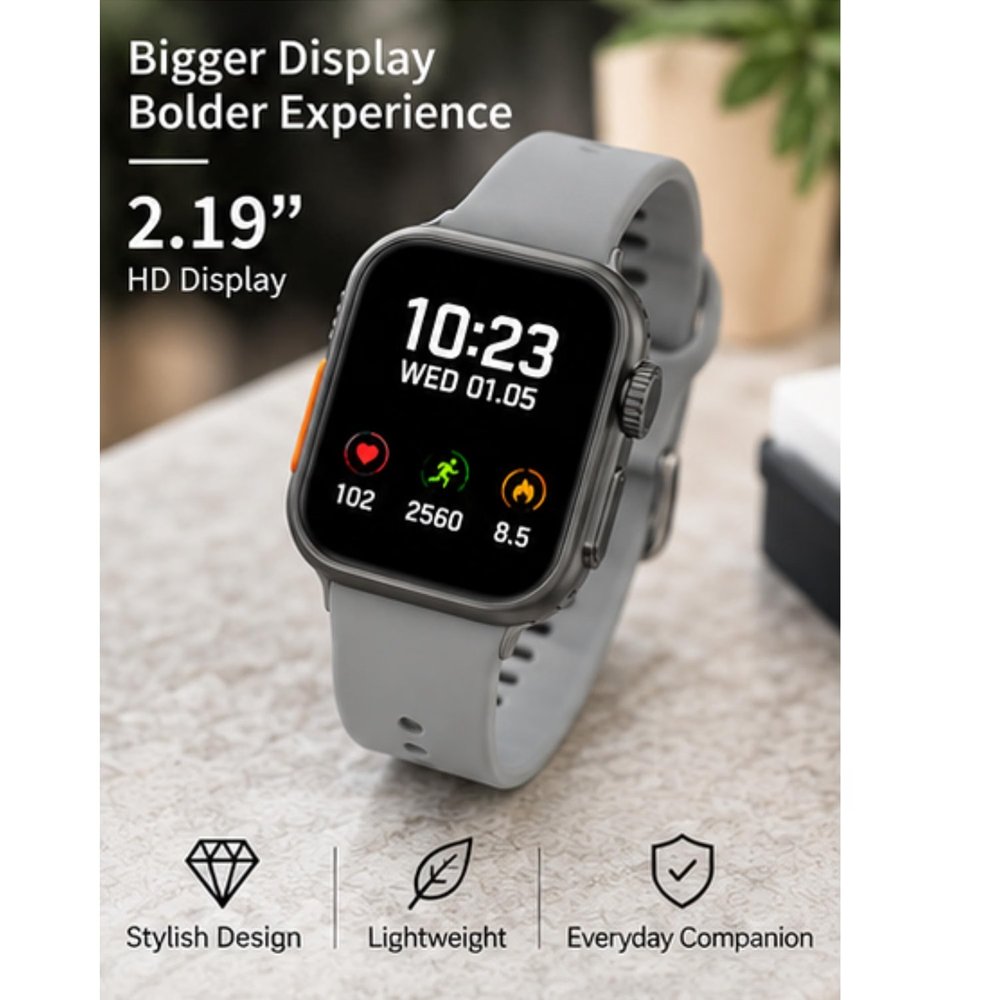 Bigger Display
Bolder Experience
2.19”
HD Display
10:23
WED 01.05
102
2560
8.5
Stylish Design
Lightweight
Everyday Companion